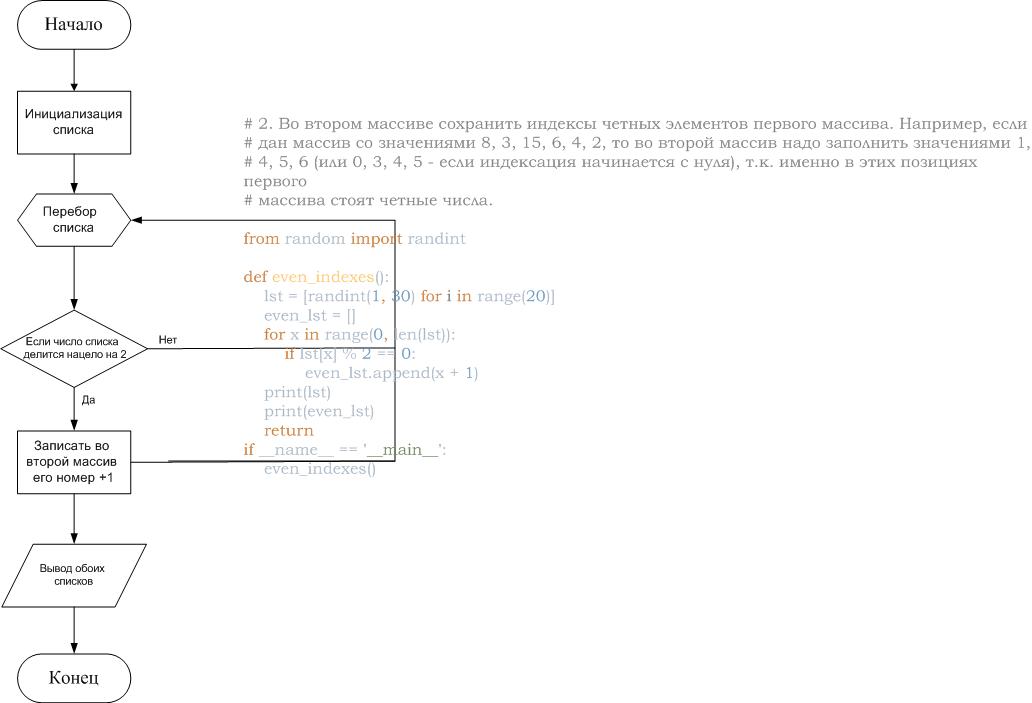 Начало
Инициализация
списка
Перебор
списка
Если число списка
делится нацело на 2
Нет
Да
Записать во
второй массив
его номер +1
Вывод обоих
списков
Конец
# 2. Во втором массиве сохранить индексы четных элементов первого массива. Например, если
# дан массив со значениями 8, 3, 15, 6, 4, 2, то во второй массив надо заполнить значениями 1,
# 4, 5, 6 (или 0, 3, 4, 5 - если индексация начинается с нуля), т.к. именно в этих позициях
первого
# массива стоят четные числа.
from random import randint
def even_indexes():
lst = [randint(1, 30) for i in range(20)]
even_lst = []
for x in range(0, len(lst)):
if lst[x] % 2 == 0:
even_lst.append(x + 1)
print(lst)
print(even_lst)
return
if __name__ == '__main__':
even_indexes()